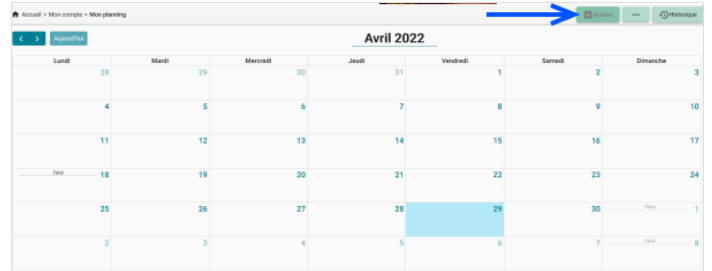 Accueil » Mon compte » Mon planning
Ajouter
Historique
Aujourd'hui
Avril 2022
Lundi Mardi Mercredi Jeudi Vendredi Samedi Dimanche
28 29 30 31 1 2 3
4 5 6 7 8 9 10
11 12 13 14 15 16 17
Férié 18 19 20 21 22 23 24
25 26 27 28 29 30 Férié 1
2 3 4 5 6 7 Férié 8